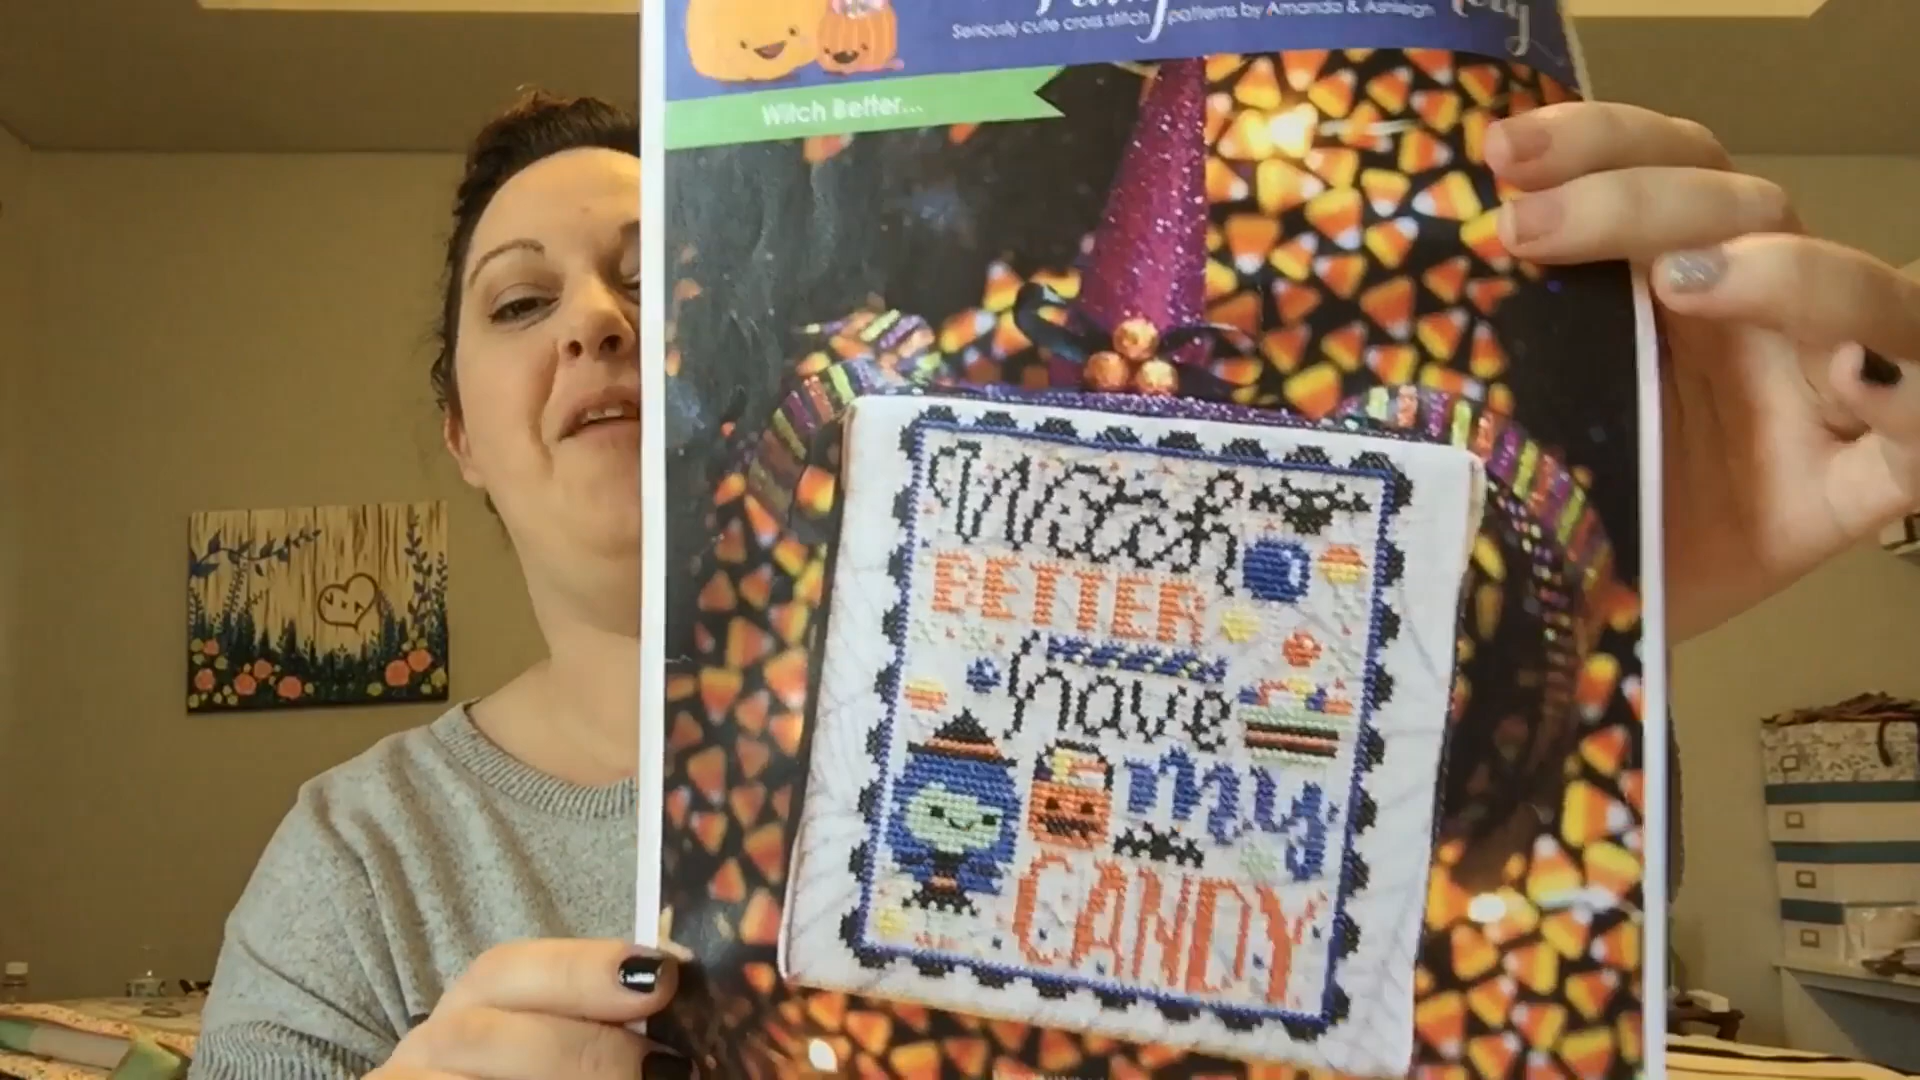 Seriously cute cross stitch patterns by Amanda & Ashleigh
Witch Better...
Witch
BETTER
have
my
CANDY